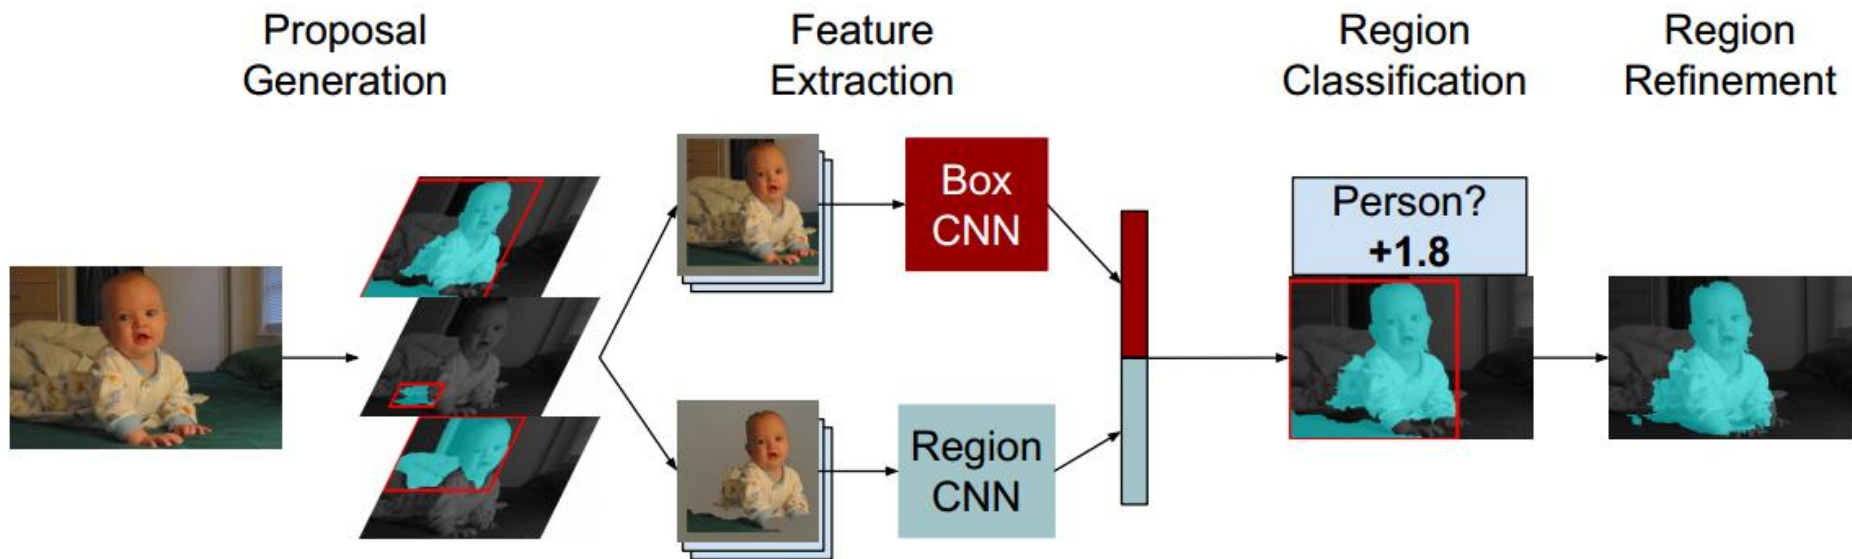 Proposal
Generation
Feature
Extraction
Region
Classification
Region
Refinement
Box
CNN
Region
CNN
Person?
+1.8